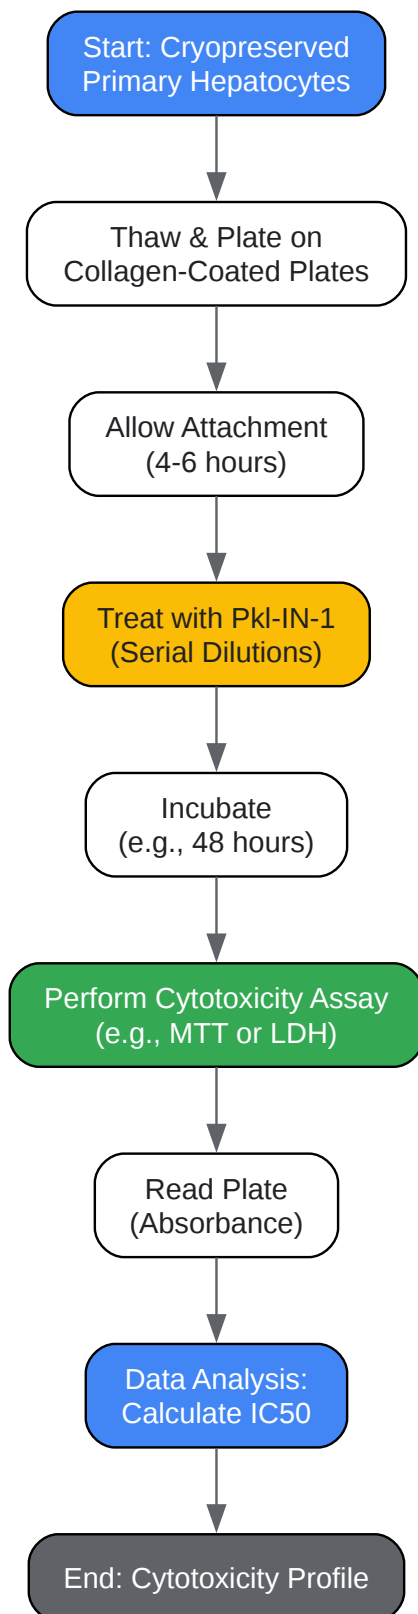 Start: Cryopreserved
Primary Hepatocytes
Thaw & Plate on
Collagen-Coated Plates
Allow Attachment
(4-6 hours)
Treat with Pkl-IN-1
(Serial Dilutions)
Incubate
(e.g., 48 hours)
Perform Cytotoxicity Assay
(e.g., MTT or LDH)
Read Plate
(Absorbance)
Data Analysis:
Calculate IC50
End: Cytotoxicity Profile